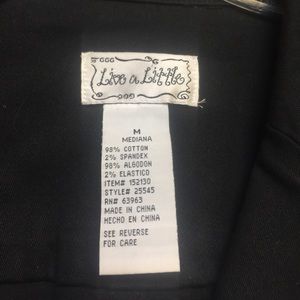 Live a Little
M
MEDIANA
98% COTTON
2% SPANDEX
98% ALGODON
2% ELASTICO
ITEM# 152130
STYLE# 25545
RN# 63963
MADE IN CHINA
HECHO EN CHINA
SEE REVERSE
FOR CARE